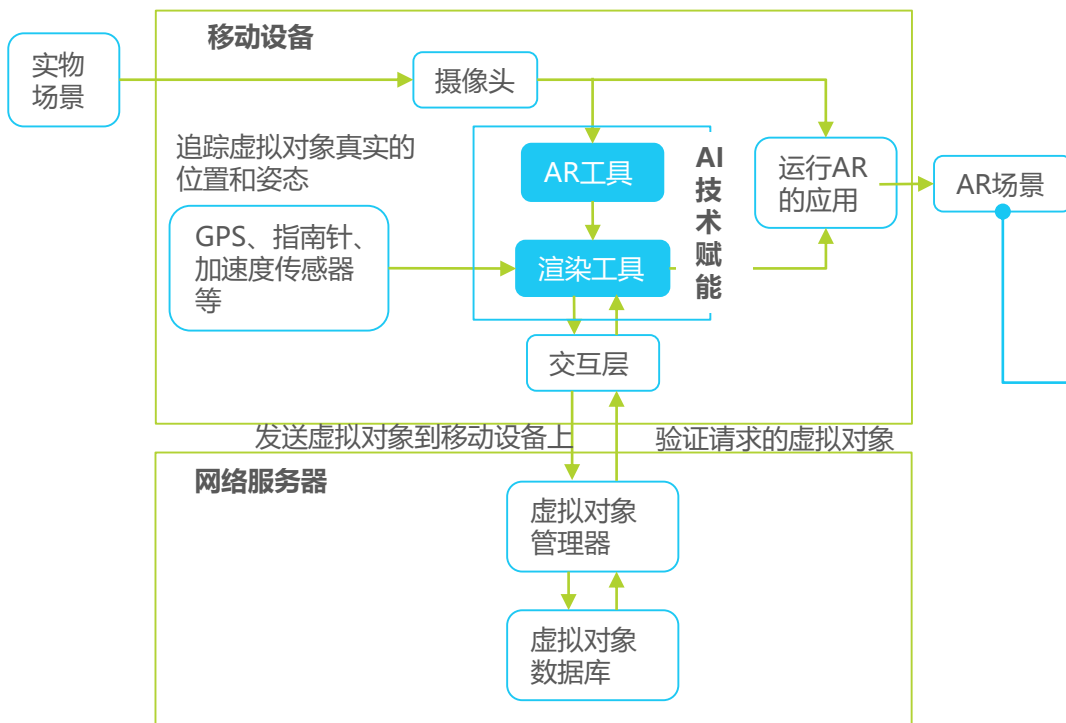 移动设备
实物
场景
摄像头
追踪虚拟对象真实的
位置和姿态
AR工具
AI
技
术
赋
能
运行AR
的应用
AR场景
GPS、指南针、
加速度传感器
等
渲染工具
交互层
发送虚拟对象到移动设备上
验证请求的虚拟对象
网络服务器
虚拟对象
管理器
虚拟对象
数据库